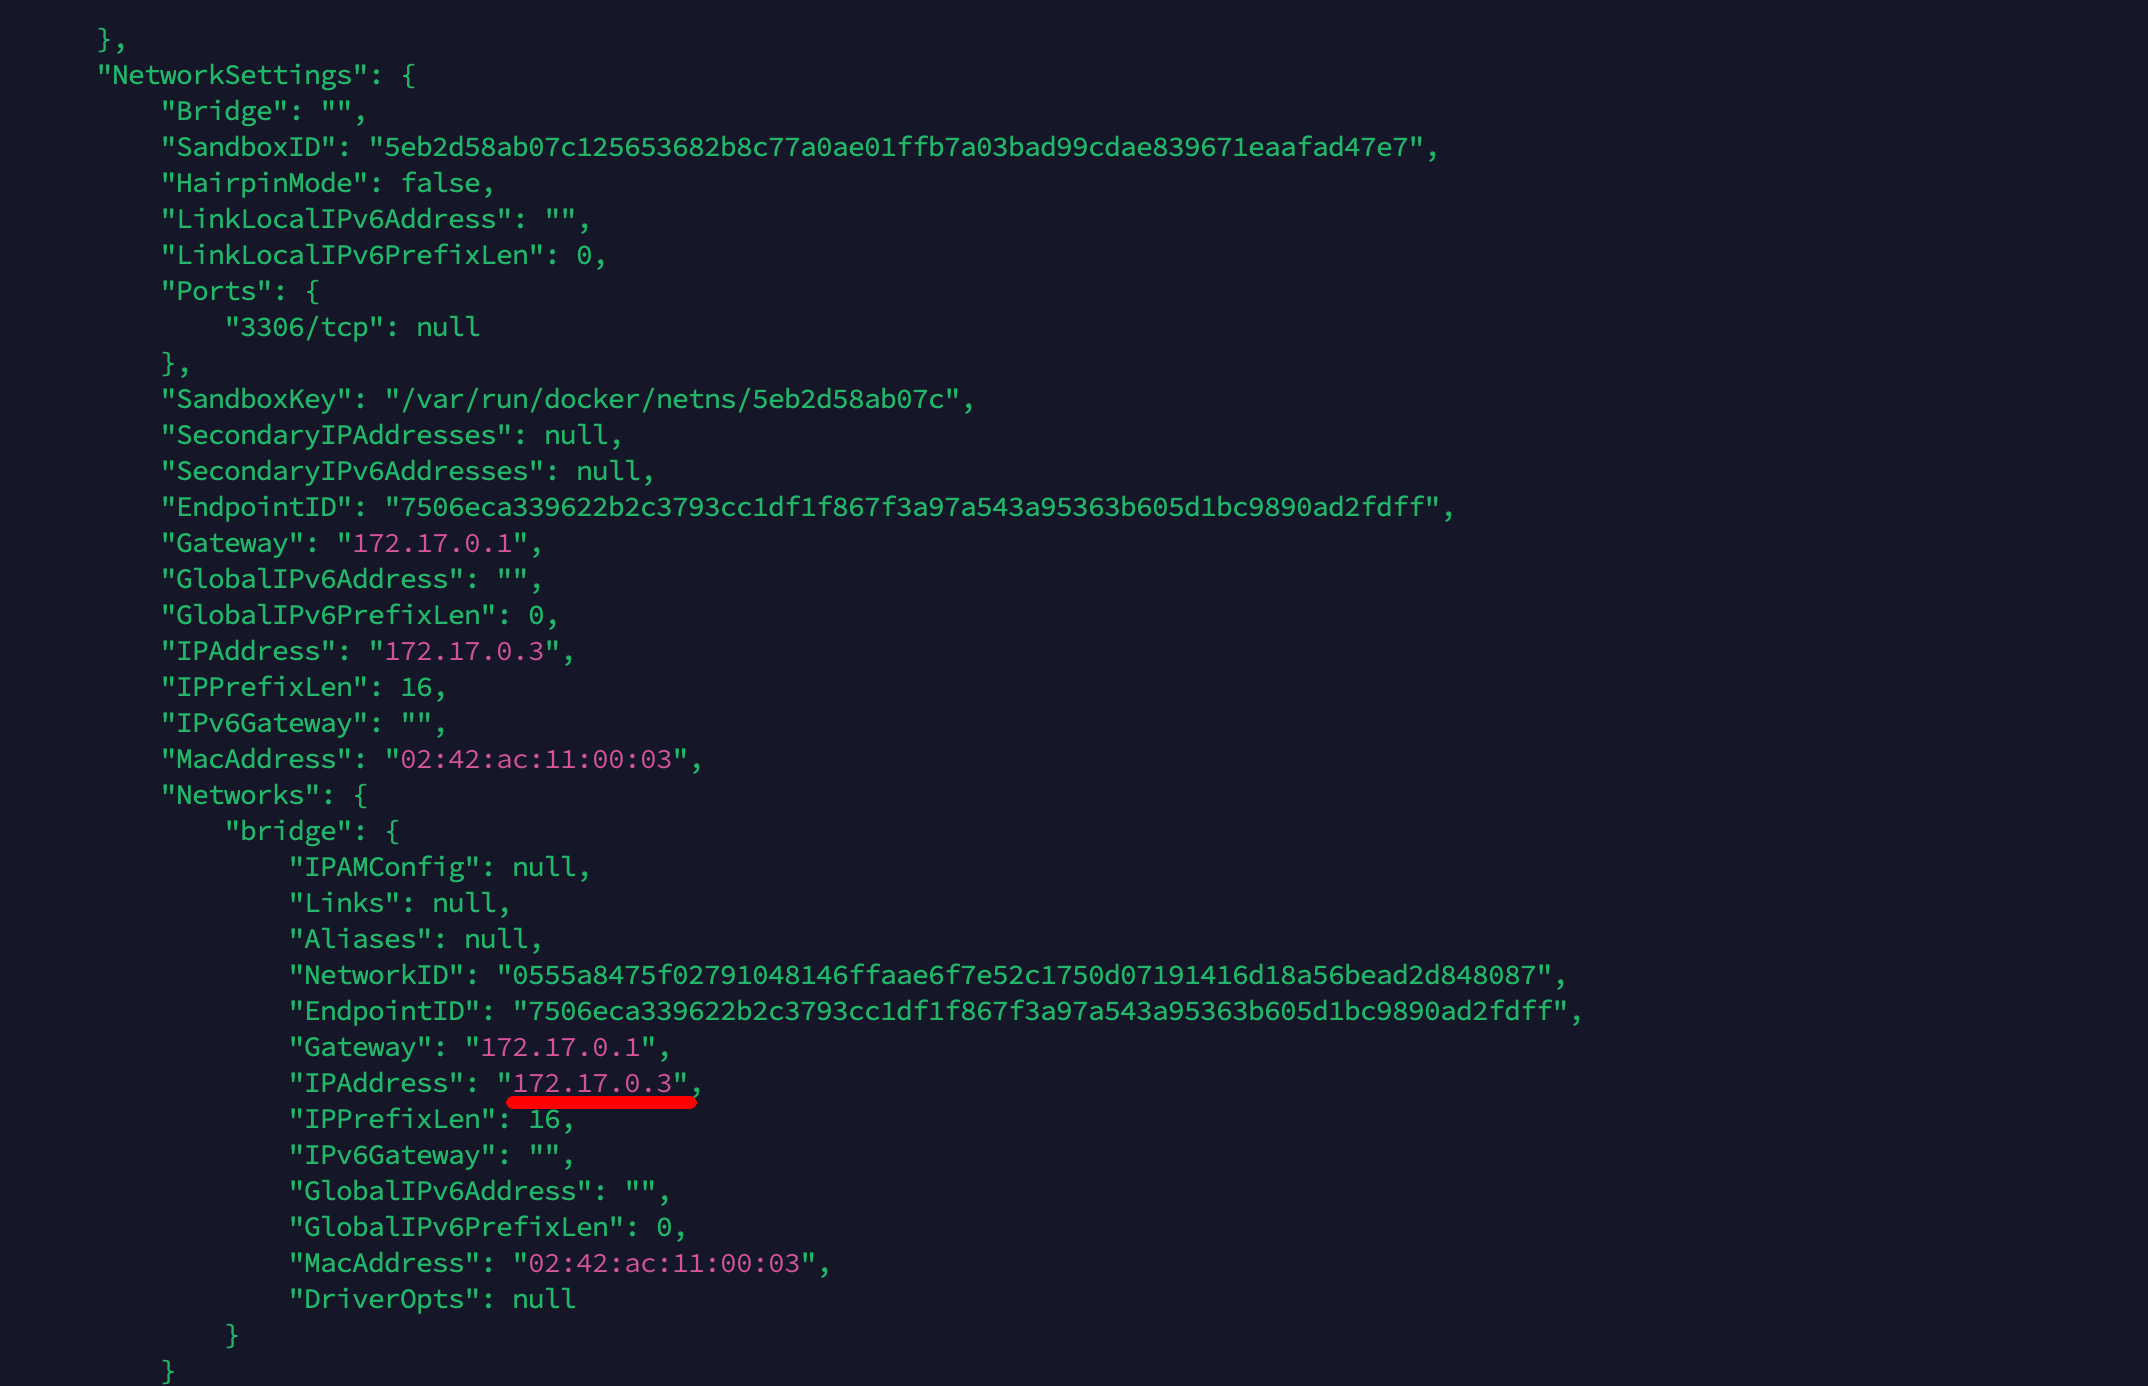 },
"NetworkSettings": {
"Bridge": "",
"SandboxID": "5eb2d58ab07c125653682b8c77a0ae01ffb7a03bad99cdae839671eaafad47e7",
"HairpinMode": false,
"LinkLocalIPv6Address": "",
"LinkLocalIPv6PrefixLen": 0,
"Ports": {
"3306/tcp": null
},
"SandboxKey": "/var/run/docker/netns/5eb2d58ab07c",
"SecondaryIPAddresses": null,
"SecondaryIPv6Addresses": null,
"EndpointID": "7506eca339622b2c3793cc1df1f867f3a97a543a95363b605d1bc9890ad2fdff",
"Gateway": "172.17.0.1",
"GlobalIPv6Address": "",
"GlobalIPv6PrefixLen": 0,
"IPAddress": "172.17.0.3",
"IPPrefixLen": 16,
"IPv6Gateway": "",
"MacAddress": "02:42:ac:11:00:03",
"Networks": {
"bridge": {
"IPAMConfig": null,
"Links": null,
"Aliases": null,
"NetworkID": "0555a8475f02791048146ffaae6f7e52c1750d07191416d18a56bead2d848087",
"EndpointID": "7506eca339622b2c3793cc1df1f867f3a97a543a95363b605d1bc9890ad2fdff",
"Gateway": "172.17.0.1",
"IPAddress": "172.17.0.3",
"IPPrefixLen": 16,
"IPv6Gateway": "",
"GlobalIPv6Address": "",
"GlobalIPv6PrefixLen": 0,
"MacAddress": "02:42:ac:11:00:03",
"DriverOpts": null
}
}